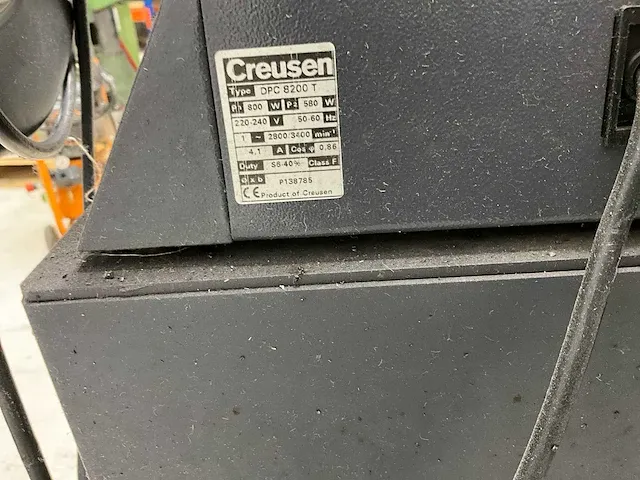 Creusen
Type DPC 8200 T
P1 800 W P2 580 W
220-240 V 50-60 Hz
1 ~ 2800/3400 min⁻¹
4.1 A Cos φ 0.86
Duty S6-40% Class F
Ø x b P138785
CE Product of Creusen